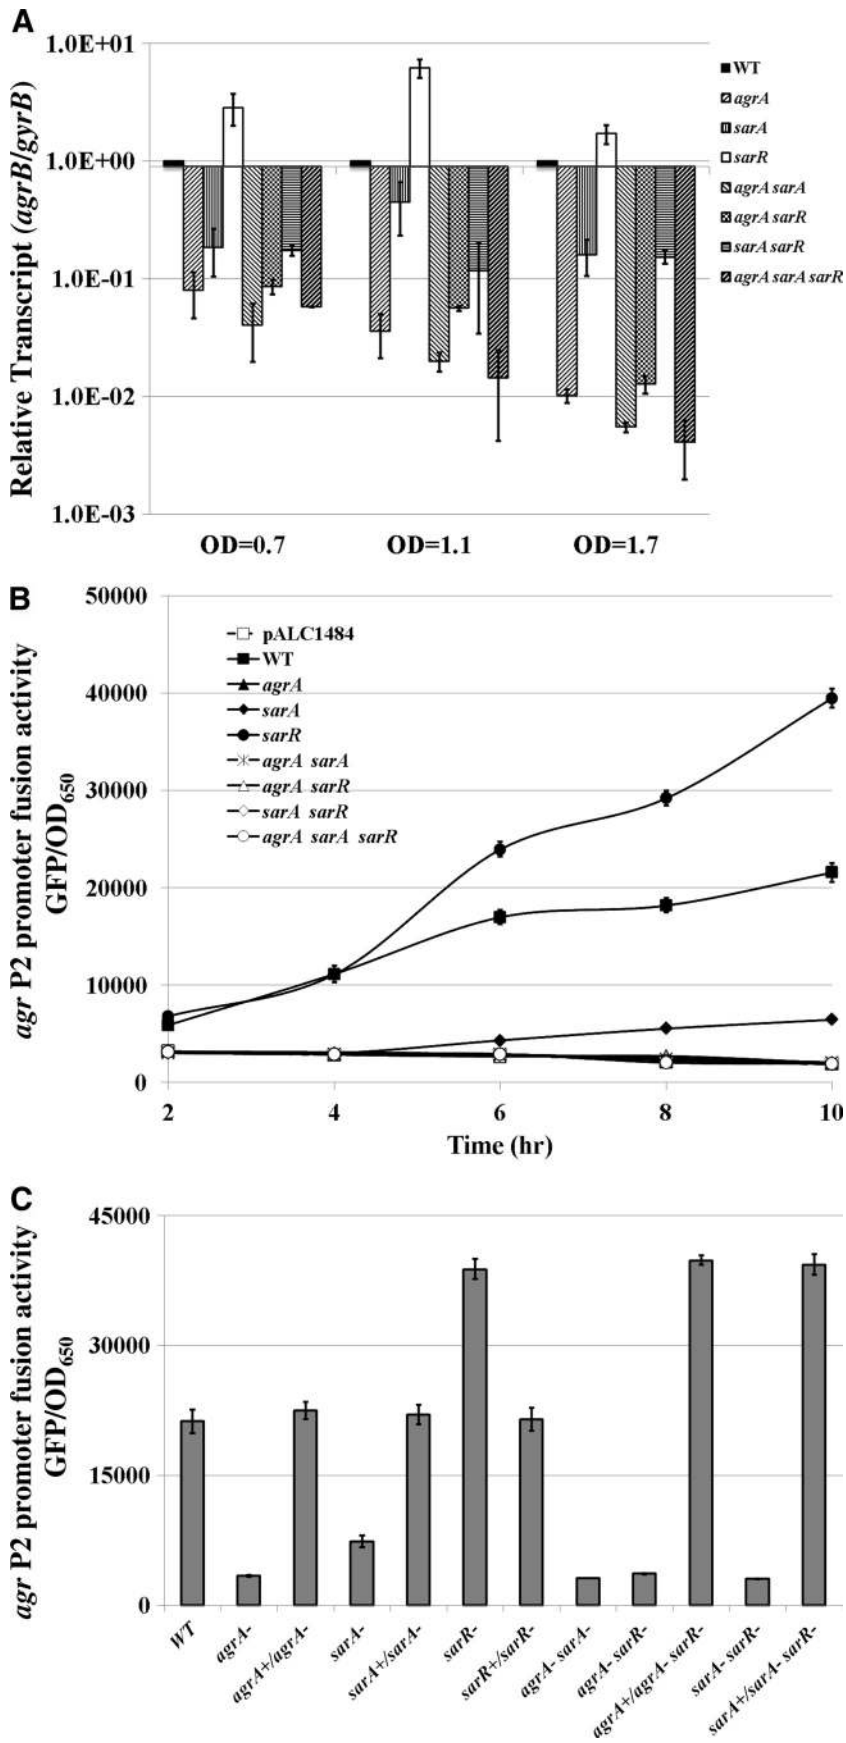 A
Relative Transcript (agrB/gyrB)
1.0E+01
1.0E+00
1.0E-01
1.0E-02
1.0E-03
OD=0.7
OD=1.1
OD=1.7
WT
agrA
sarA
sarR
agrA sarA
agrA sarR
sarA sarR
agrA sarA sarR
B
agr P2 promoter fusion activity
GFP/OD650
50000
40000
30000
20000
10000
0
pALC1484
WT
agrA
sarA
sarR
agrA sarA
agrA sarR
sarA sarR
agrA sarA sarR
2
4
6
8
10
Time (hr)
C
agr P2 promoter fusion activity
GFP/OD650
45000
30000
15000
0
WT
agrA-
agrA+/agrA-
sarA-
sarA+/sarA-
sarR-
sarR+/sarR-
agrA- sarA-
agrA- sarR-
agrA+/agrA- sarR-
sarA- sarR-
sarA+/sarA- sarR-